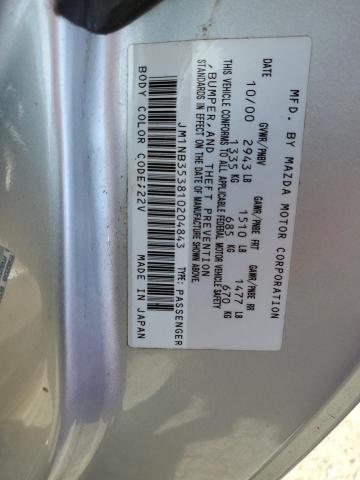 MFD. BY MAZDA MOTOR CORPORATION
DATE GVWR/PNBV GAWR/PNBE FRT GAWR/PNBE RR
10/00 2943 LB 1510 LB 1477 LB
1335 KG 685 KG 670 KG
THIS VEHICLE CONFORMS TO ALL APPLICABLE FEDERAL MOTOR VEHICLE SAFETY
,BUMPER,AND THEFT PREVENTION
STANDARDS IN EFFECT ON THE DATE OF MANUFACTURE SHOWN ABOVE.
JM1NB353810204843 TYPE: PASSENGER
BODY COLOR CODE;22V MADE IN JAPAN